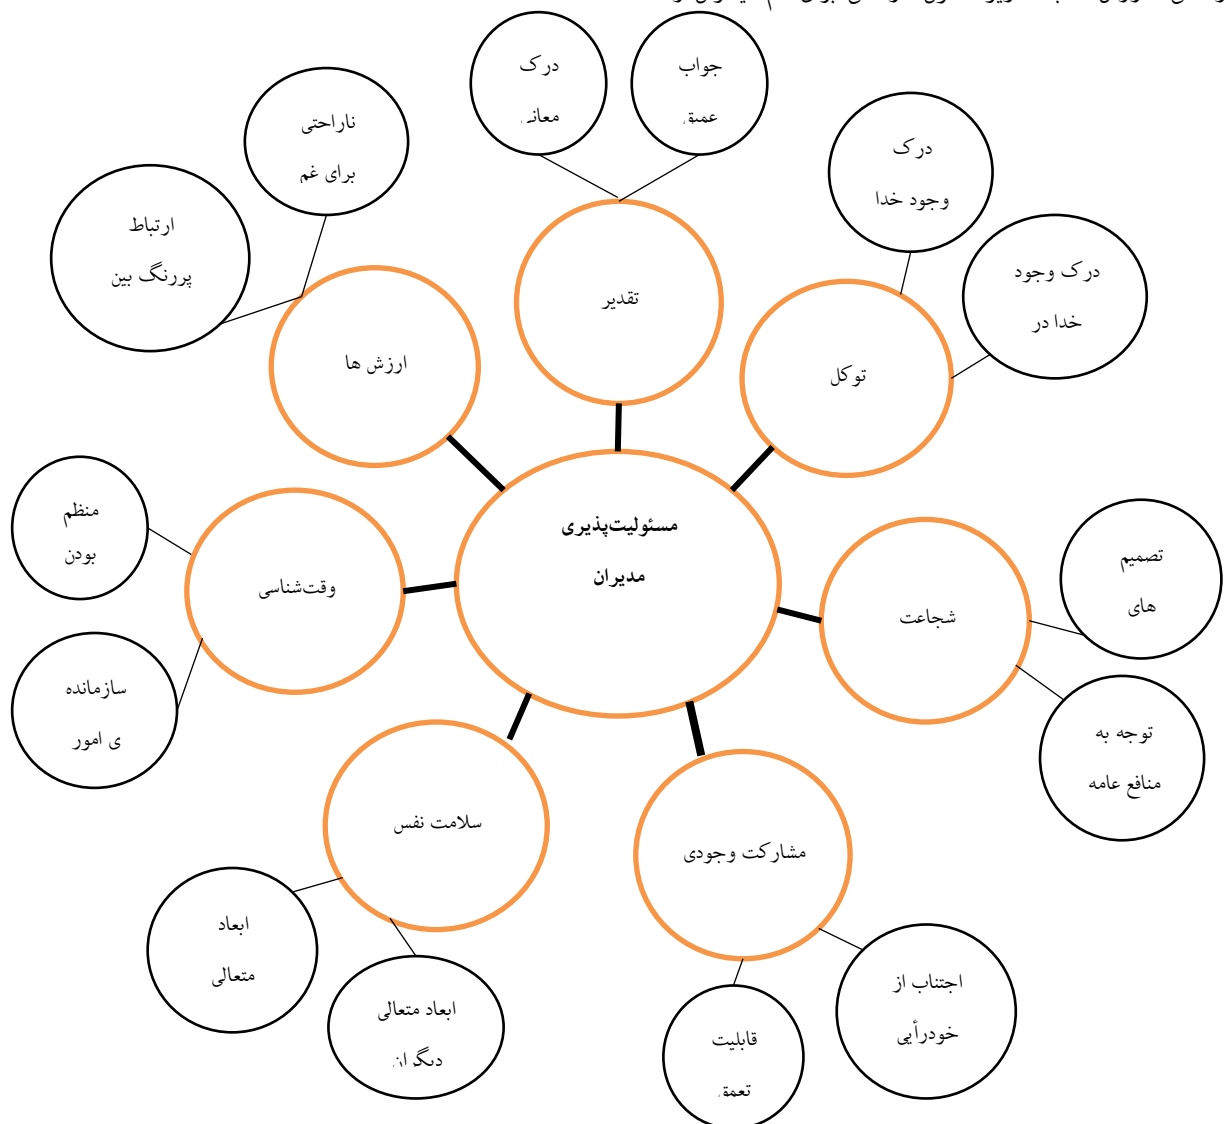 درک
معانی
جواب
عمیق
ناراحتی
برای غم
درک
وجود خدا
ارتباط
پررنگ بین
درک وجود
خدا در
تقدیر
توکل
ارزش ها
منظم
بودن
مسئولیت‌پذیری
مدیران
تصمیم
های
وقت‌شناسی
شجاعت
سازمانده
ی امور
توجه به
منافع عامه
سلامت نفس
مشارکت وجودی
ابعاد
متعالی
اجتناب از
خودرأیی
ابعاد متعالی
دیگران
قابلیت
تعمق